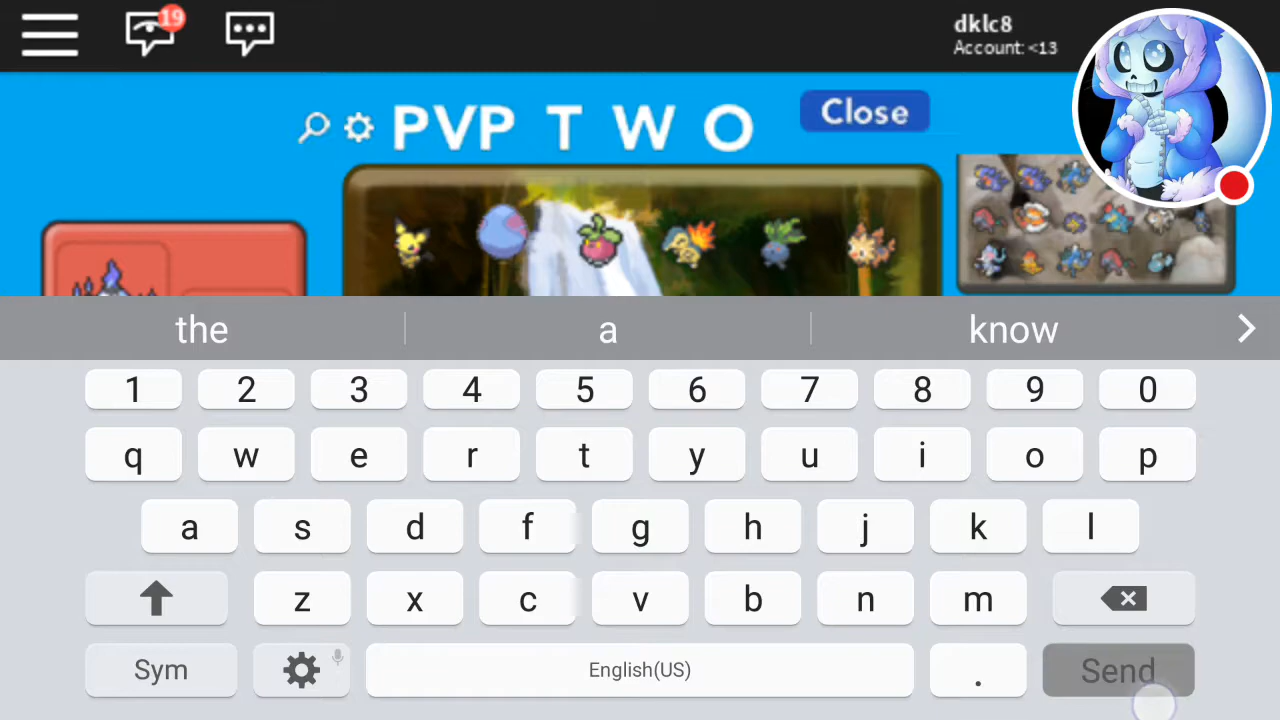 19
dklc8
Account: <13
PVP T W O
Close
the a know
1 2 3 4 5 6 7 8 9 0
q w e r t y u i o p
a s d f g h j k l
z x c v b n m
Sym English(US) . Send